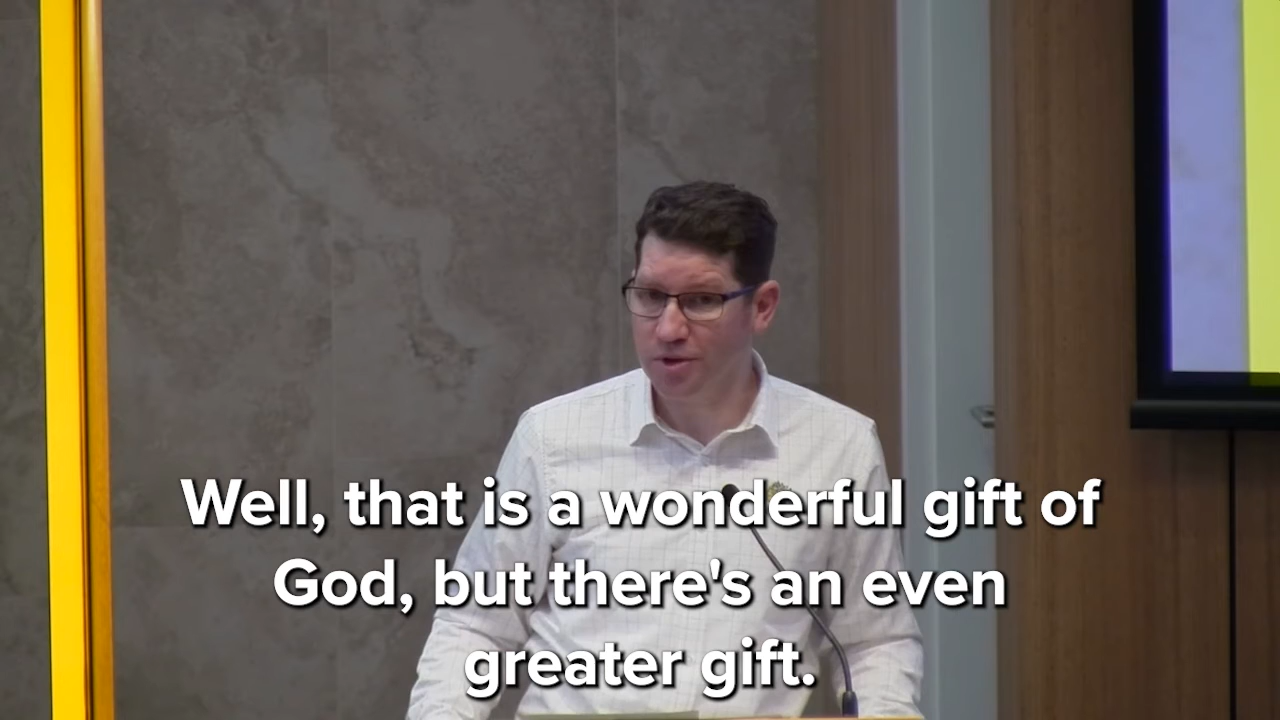 Well, that is a wonderful gift of
God, but there's an even
greater gift.